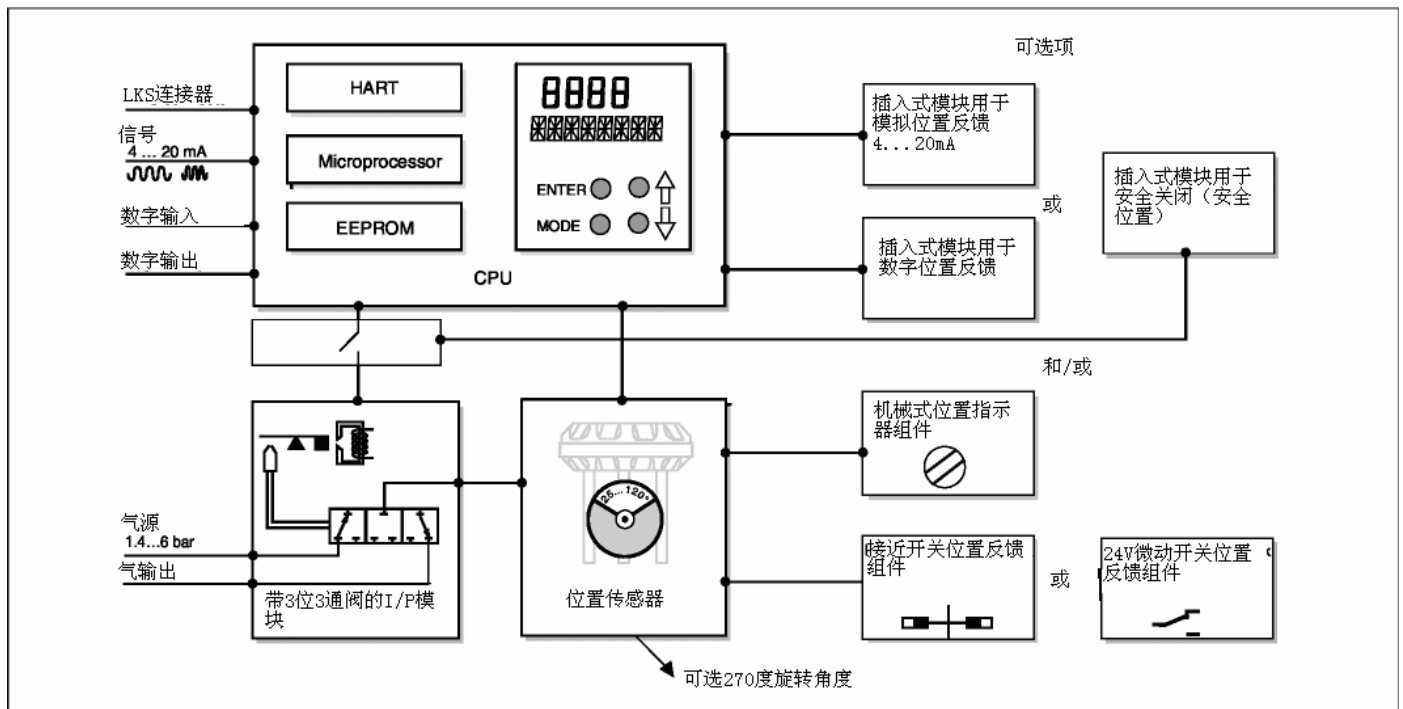 可选项
LKS连接器
信号
4 ... 20 mA
数字输入
数字输出
HART
Microprocessor
EEPROM
8888
ENTER
MODE
CPU
插入式模块用于
模拟位置反馈
4...20mA
或
插入式模块用于
数字位置反馈
插入式模块用于
安全关闭（安全
位置）
和/或
气源
1.4...6 bar
气输出
带3位3通阀的I/P模
块
25...120°
位置传感器
可选270度旋转角度
机械式位置指示
器组件
接近开关位置反馈
组件
或
24V微动开关位置
反馈组件